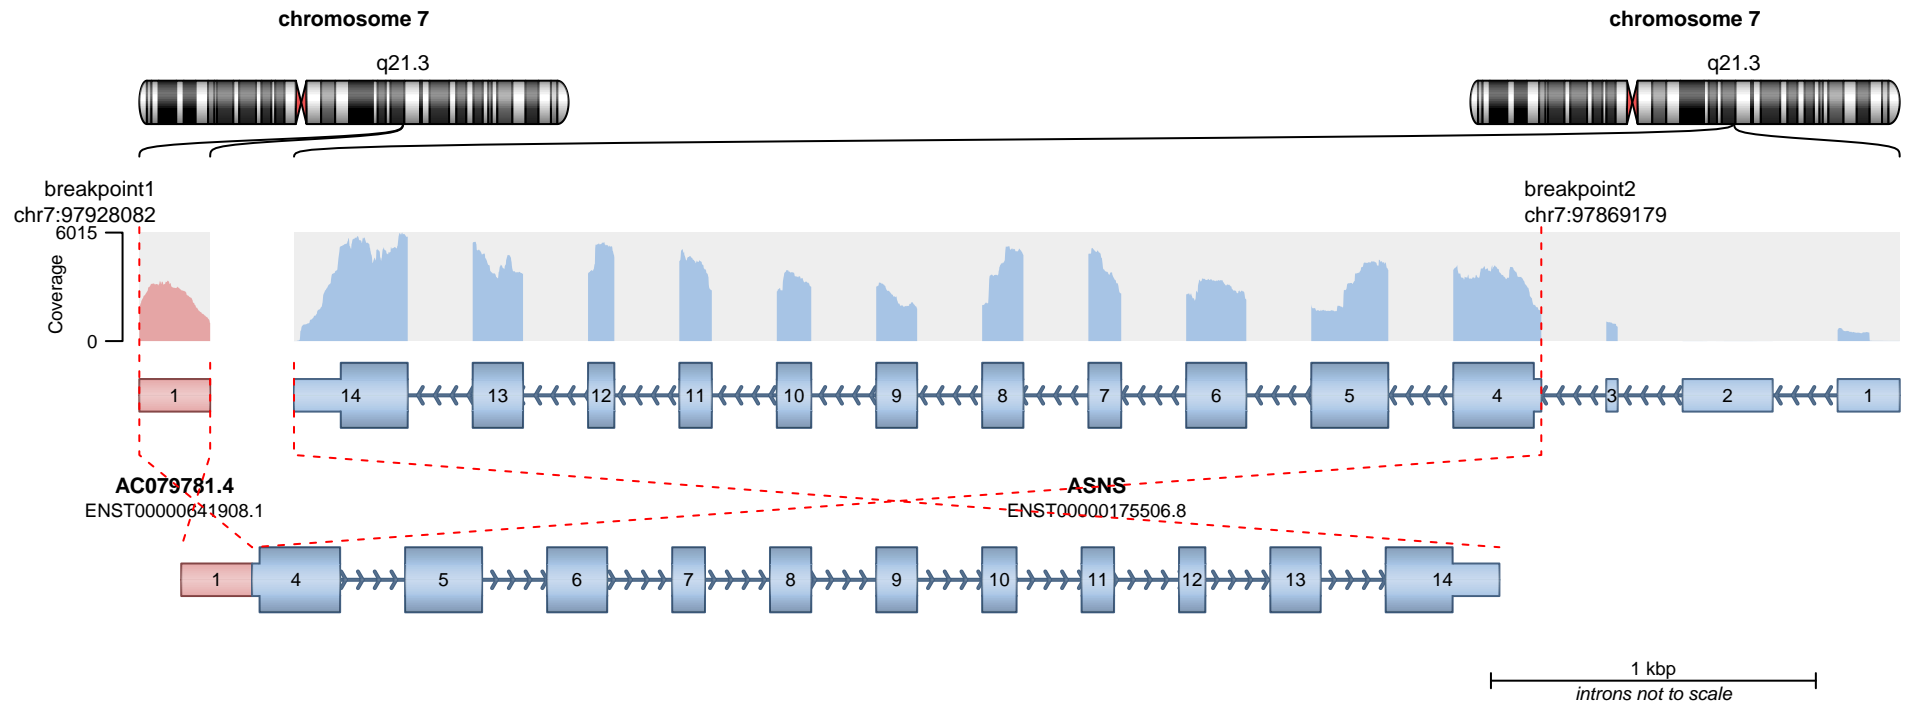 chromosome 7
chromosome 7
q21.3
q21.3
breakpoint1
chr7:97928082
breakpoint2
chr7:97869179
6015
Coverage
0
1
14
13
12
11
10
9
8
7
6
5
4
3
2
1
AC079781.4
ENST00000641908.1
ASNS
ENST00000175506.8
1
4
5
6
7
8
9
10
11
12
13
14
1 kbp
introns not to scale